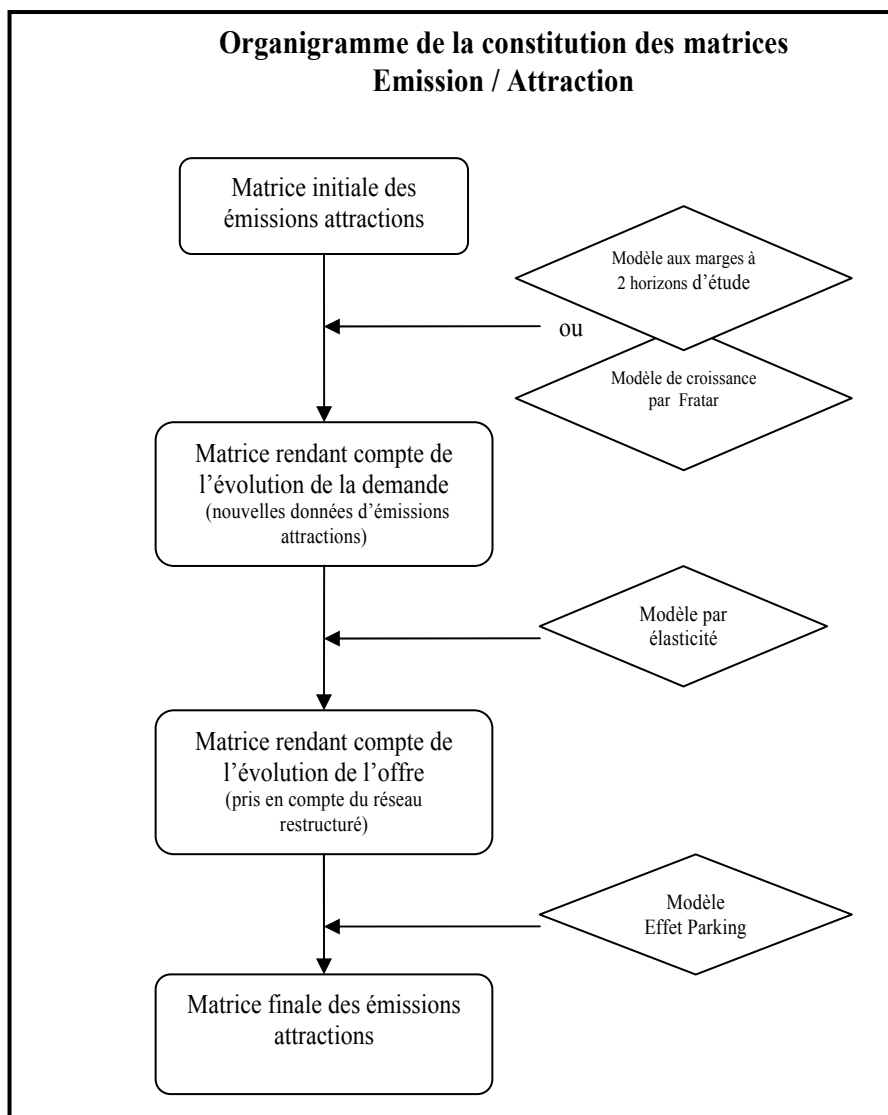 Organigramme de la constitution des matrices
Emission / Attraction
Matrice initiale des
émissions attractions
Modèle aux marges à
2 horizons d’étude
ou
Modèle de croissance
par Fratar
Matrice rendant compte de
l’évolution de la demande
(nouvelles données d’émissions
attractions)
Modèle par
élasticité
Matrice rendant compte de
l’évolution de l’offre
(pris en compte du réseau
restructuré)
Modèle
Effet Parking
Matrice finale des émissions
attractions